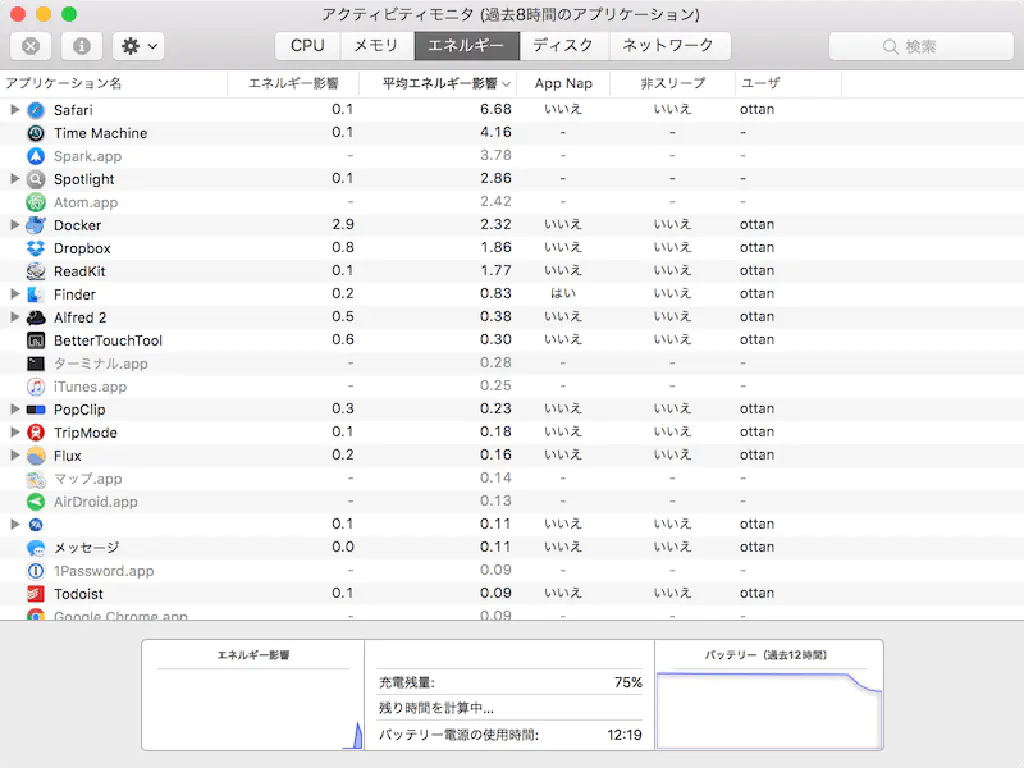 アクティビティモニタ (過去8時間のアプリケーション)
CPU メモリ エネルギー ディスク ネットワーク 検索
アプリケーション名 エネルギー影響 平均エネルギー影響 App Nap 非スリープ ユーザ
Safari 0.1 6.68 いいえ いいえ ottan
Time Machine 0.1 4.16 - - -
Spark.app - 3.78 - - -
Spotlight 0.1 2.86 - - -
Atom.app - 2.42 - - -
Docker 2.9 2.32 いいえ いいえ ottan
Dropbox 0.8 1.86 いいえ いいえ ottan
ReadKit 0.1 1.77 いいえ いいえ ottan
Finder 0.2 0.83 はい いいえ ottan
Alfred 2 0.5 0.38 いいえ いいえ ottan
BetterTouchTool 0.6 0.30 いいえ いいえ ottan
ターミナル.app - 0.28 - - -
iTunes.app - 0.25 - - -
PopClip 0.3 0.23 いいえ いいえ ottan
TripMode 0.1 0.18 いいえ いいえ ottan
Flux 0.2 0.16 いいえ いいえ ottan
マップ.app - 0.14 - - -
AirDroid.app - 0.13 - - -
0.1 0.11 いいえ いいえ ottan
メッセージ 0.0 0.11 いいえ いいえ ottan
1Password.app - 0.09 - - -
Todoist 0.1 0.09 いいえ いいえ ottan
Google Chrome.app - 0.09 - - -
エネルギー影響 バッテリー (過去12時間)
充電残量: 75%
残り時間を計算中...
バッテリー電源の使用時間: 12:19